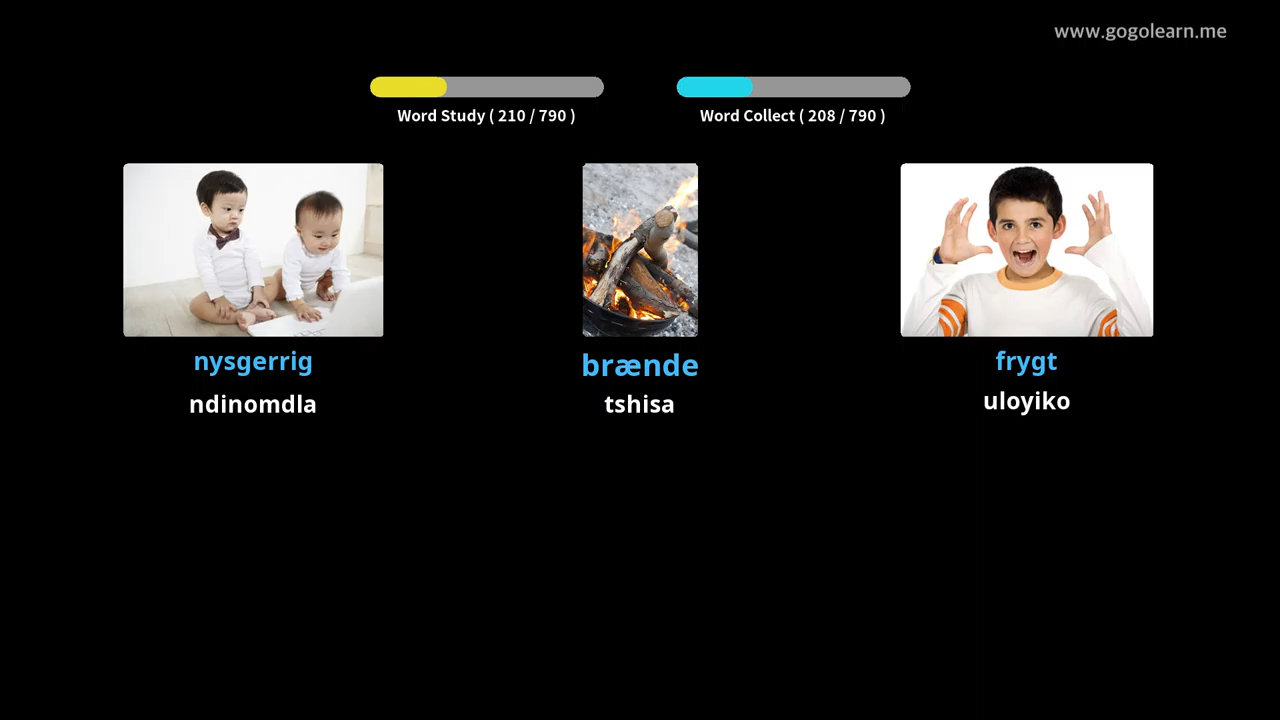 www.gogolearn.me
Word Study ( 210 / 790 )
Word Collect ( 208 / 790 )
nysgerrig
ndinomdla
brænde
tshisa
frygt
uloyiko